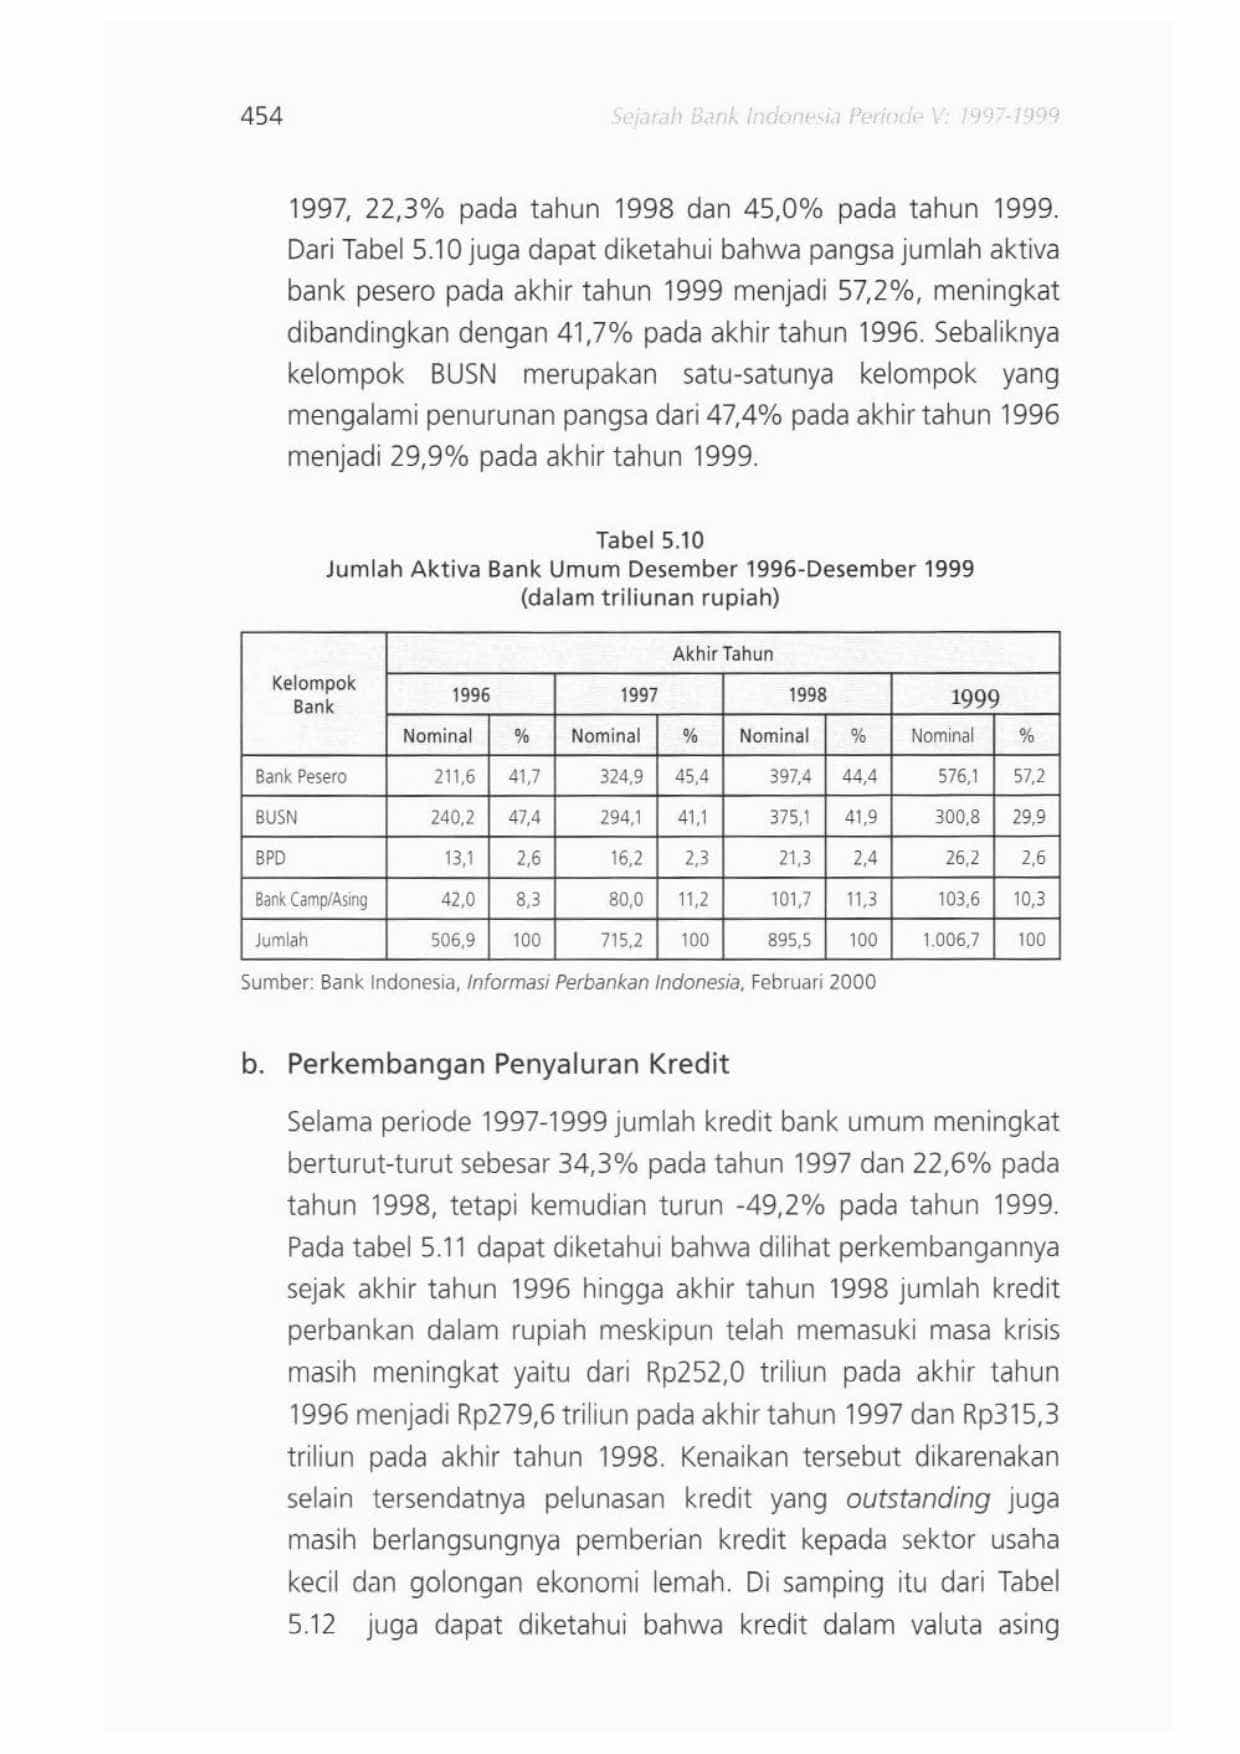 454 Sejarah Bank Indonesia Periode V: 1997-1999
1997, 22,3% pada tahun 1998 dan 45,0% pada tahun 1999.
Dari Tabel 5.10 juga dapat diketahui bahwa pangsa jumlah aktiva
bank pesero pada akhir tahun 1999 menjadi 57,2%, meningkat
dibandingkan dengan 41,7% pada akhir tahun 1996. Sebaliknya
kelompok BUSN merupakan satu-satunya kelompok yang
mengalami penurunan pangsa dari 47,4% pada akhir tahun 1996
menjadi 29,9% pada akhir tahun 1999.
Tabel 5.10
Jumlah Aktiva Bank Umum Desember 1996-Desember 1999
(dalam triliunan rupiah)
Kelompok Bank Akhir Tahun
1996 1997 1998 1999
Nominal % Nominal % Nominal % Nominal %
Bank Pesero 211,6 41,7 324,9 45,4 397,4 44,4 576,1 57,2
BUSN 240,2 47,4 294,1 41,1 375,1 41,9 300,8 29,9
BPD 13,1 2,6 16,2 2,3 21,3 2,4 26,2 2,6
Bank Camp/Asing 42,0 8,3 80,0 11,2 101,7 11,3 103,6 10,3
Jumlah 506,9 100 715,2 100 895,5 100 1.006,7 100
Sumber: Bank Indonesia, Informasi Perbankan Indonesia, Februari 2000
b. Perkembangan Penyaluran Kredit
Selama periode 1997-1999 jumlah kredit bank umum meningkat
berturut-turut sebesar 34,3% pada tahun 1997 dan 22,6% pada
tahun 1998, tetapi kemudian turun -49,2% pada tahun 1999.
Pada tabel 5.11 dapat diketahui bahwa dilihat perkembangannya
sejak akhir tahun 1996 hingga akhir tahun 1998 jumlah kredit
perbankan dalam rupiah meskipun telah memasuki masa krisis
masih meningkat yaitu dari Rp252,0 triliun pada akhir tahun
1996 menjadi Rp279,6 triliun pada akhir tahun 1997 dan Rp315,3
triliun pada akhir tahun 1998. Kenaikan tersebut dikarenakan
selain tersendatnya pelunasan kredit yang outstanding juga
masih berlangsungnya pemberian kredit kepada sektor usaha
kecil dan golongan ekonomi lemah. Di samping itu dari Tabel
5.12 juga dapat diketahui bahwa kredit dalam valuta asing